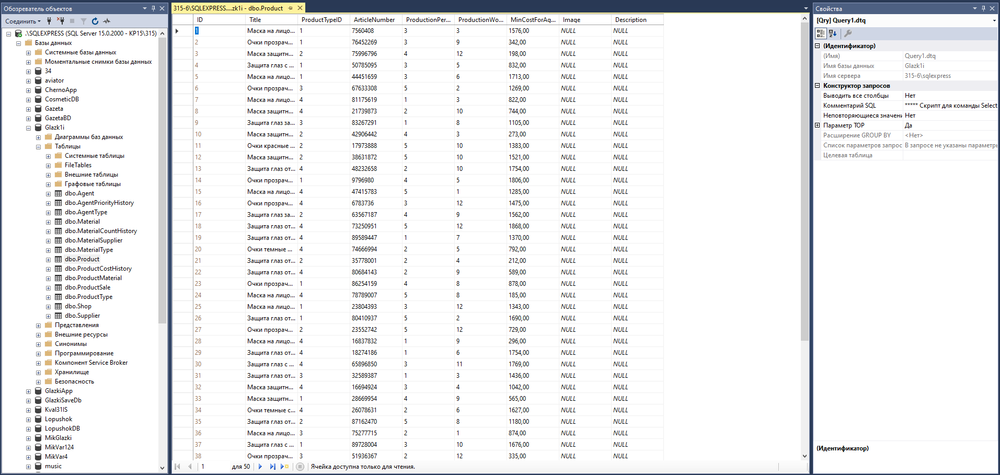 Обозреватель объектов
Соединить
.\SQLEXPRESS (SQL Server 15.0.2000 - KP15\315)
Базы данных
Системные базы данных
Моментальные снимки базы данных
34
aviator
ChernoApp
CosmeticDB
Gazeta
GazetaBD
Glazk1i
Диаграммы баз данных
Таблицы
Системные таблицы
FileTables
Внешние таблицы
Графовые таблицы
dbo.Agent
dbo.AgentPriorityHistory
dbo.AgentType
dbo.Material
dbo.MaterialCountHistory
dbo.MaterialSupplier
dbo.MaterialType
dbo.Product
dbo.ProductCostHistory
dbo.ProductMaterial
dbo.ProductSale
dbo.ProductType
dbo.Shop
dbo.Supplier
Представления
Внешние ресурсы
Синонимы
Программирование
Компонент Service Broker
Хранилище
Безопасность
GlazkiApp
GlazkiSaveDb
Kval31IS
Lopushok
LopushokDB
MikGlazki
MikVar124
MikVar4
music
315-6\SQLEXPRESS....zk1i - dbo.Product
ID Title ProductTypeID ArticleNumber ProductionPer... ProductionWo... MinCostForAg... Image Description
1 Маска на лицо... 1 7560408 3 3 1576,00 NULL NULL
2 Очки прозрач... 1 76452269 3 9 342,00 NULL NULL
3 Маска защитн... 2 75996796 4 12 198,00 NULL NULL
4 Защита глаз с ... 1 50785095 3 5 832,00 NULL NULL
5 Маска на лицо... 1 44451659 3 6 1713,00 NULL NULL
6 Очки прозрач... 3 67633308 5 2 1269,00 NULL NULL
7 Маска на лицо... 4 81175619 1 3 822,00 NULL NULL
8 Маска защитн... 4 21739873 2 10 744,00 NULL NULL
9 Защита глаз за... 3 83267291 1 8 1105,00 NULL NULL
10 Маска защитн... 2 42906442 4 3 273,00 NULL NULL
11 Очки красные ... 2 17973888 5 10 1383,00 NULL NULL
12 Маска защитн... 2 38631872 5 10 1521,00 NULL NULL
13 Защита глаз от... 4 48232658 2 10 1754,00 NULL NULL
14 Очки прозрач... 1 9796980 4 5 1806,00 NULL NULL
15 Маска на лицо... 4 47415783 5 1 1285,00 NULL NULL
16 Очки прозрач... 4 6783736 3 12 1475,00 NULL NULL
17 Защита глаз за... 2 63567187 4 9 1562,00 NULL NULL
18 Защита глаз от... 4 73250951 5 12 1868,00 NULL NULL
19 Защита глаз от... 4 89589447 1 7 1370,00 NULL NULL
20 Очки темные ... 4 74666994 2 5 792,00 NULL NULL
21 Защита глаз от... 2 35778001 2 4 212,00 NULL NULL
22 Защита глаз от... 4 80684143 2 9 589,00 NULL NULL
23 Очки прозрач... 1 86254159 4 8 878,00 NULL NULL
24 Маска на лицо... 4 78789007 5 8 185,00 NULL NULL
25 Маска на лицо... 1 23804393 3 12 1343,00 NULL NULL
26 Защита глаз от... 1 80410937 5 2 1690,00 NULL NULL
27 Очки прозрач... 2 23552742 5 12 729,00 NULL NULL
28 Маска на лицо... 4 16837832 1 9 296,00 NULL NULL
29 Защита глаз от... 4 18274186 1 6 1754,00 NULL NULL
30 Защита глаз с ... 4 65896850 3 11 1769,00 NULL NULL
31 Защита глаз от... 3 32589387 1 3 1436,00 NULL NULL
32 Маска защитн... 4 16694924 3 4 1042,00 NULL NULL
33 Маска защитн... 1 28669954 4 9 565,00 NULL NULL
34 Очки темные с... 4 26078631 2 6 1627,00 NULL NULL
35 Защита глаз от... 2 87162470 5 8 1180,00 NULL NULL
36 Маска на лицо... 3 75277715 2 1 874,00 NULL NULL
37 Защита глаз с ... 1 89728004 3 10 1676,00 NULL NULL
38 Очки прозрач... 3 51936367 2 12 335,00 NULL NULL
1 для 50 Ячейка доступна только для чтения.
Свойства
[Qry] Query1.dtq
(Идентификатор)
(Имя) Query1.dtq
Имя базы данных Glazk1i
Имя сервера 315-6\sqlexpress
Конструктор запросов
Выводить все столбцы Нет
Комментарий SQL ***** Скрипт для команды Select
Неповторяющиеся значени Нет
Параметр TOP Да
Расширение GROUP BY <Нет>
Список параметров запрос В запросе не указаны параметры
Целевая таблица
(Идентификатор)